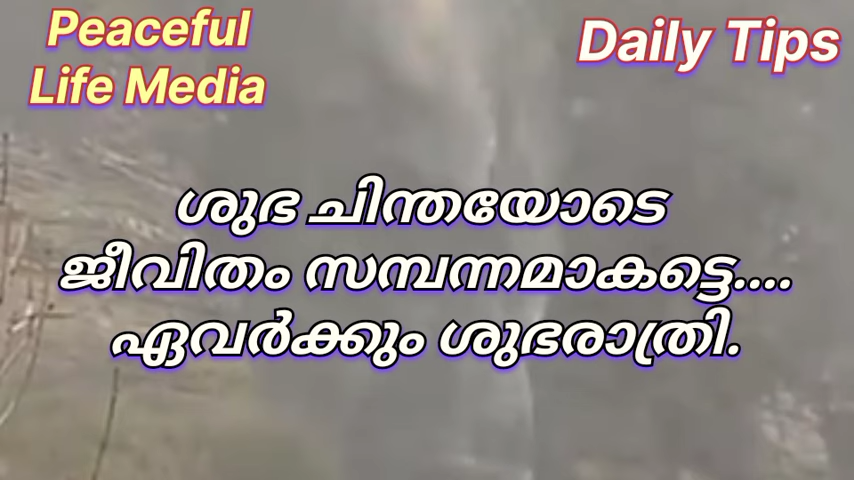 Peaceful
Life Media
Daily Tips
ശുഭ ചിന്തയോടെ
ജീവിതം സമ്പന്നമാകട്ടെ....
ഏവർക്കും ശുഭരാത്രി.